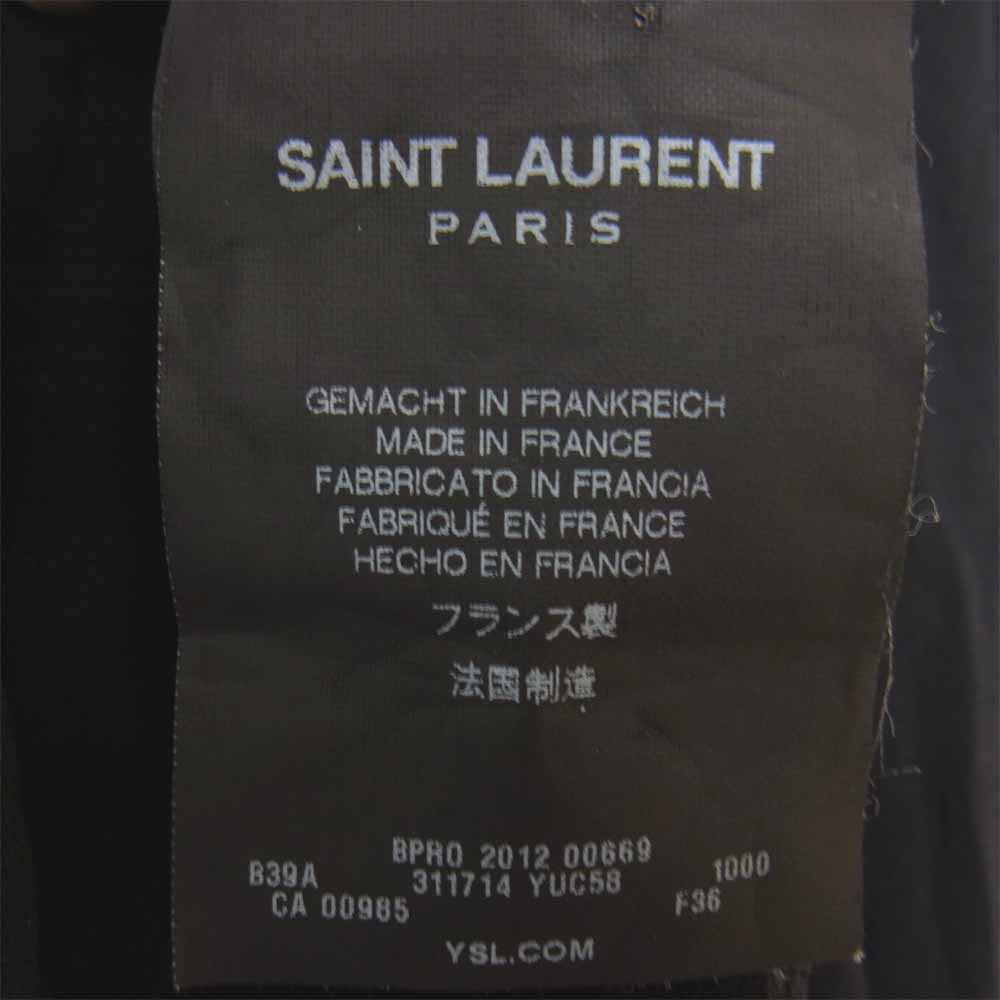 SAINT LAURENT
PARIS
GEMACHT IN FRANKREICH
MADE IN FRANCE
FABBRICATO IN FRANCIA
FABRIQUÉ EN FRANCE
HECHO EN FRANCIA
フランス製
法国制造
BPRO 2012 00669
B39A 311714 YUC58 1000
CA 00985 F36
YSL.COM